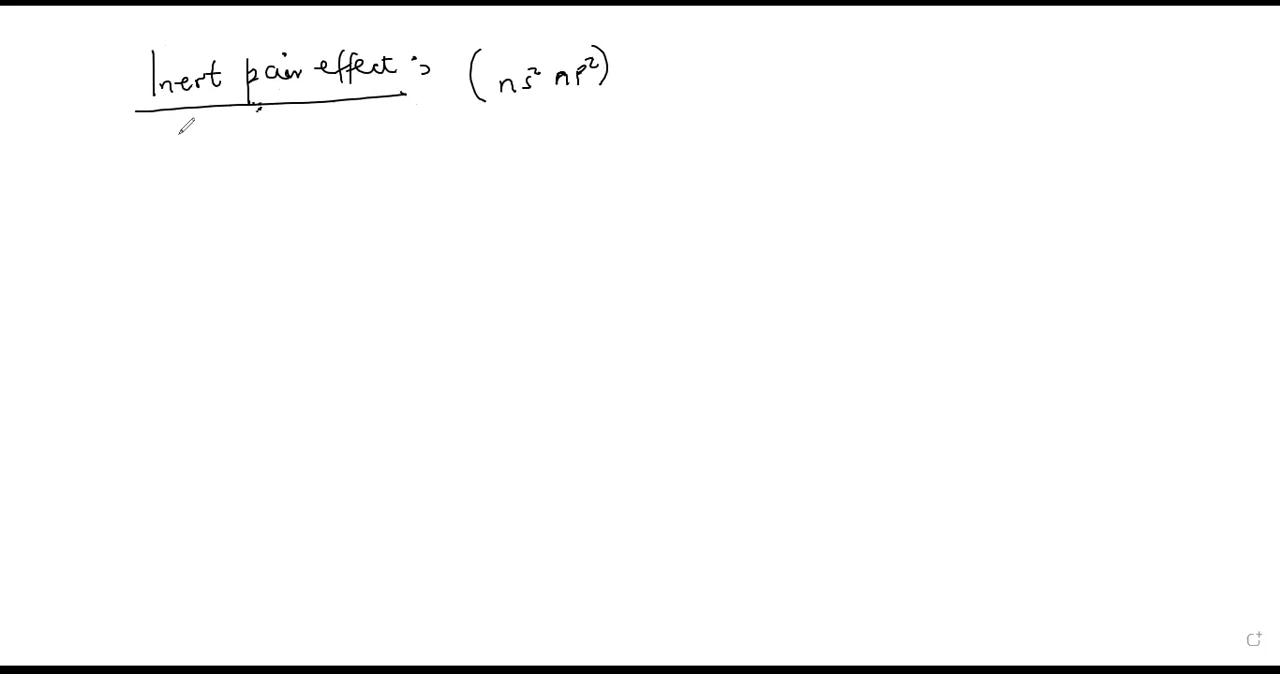 Inert pair effect : (ns² np²)